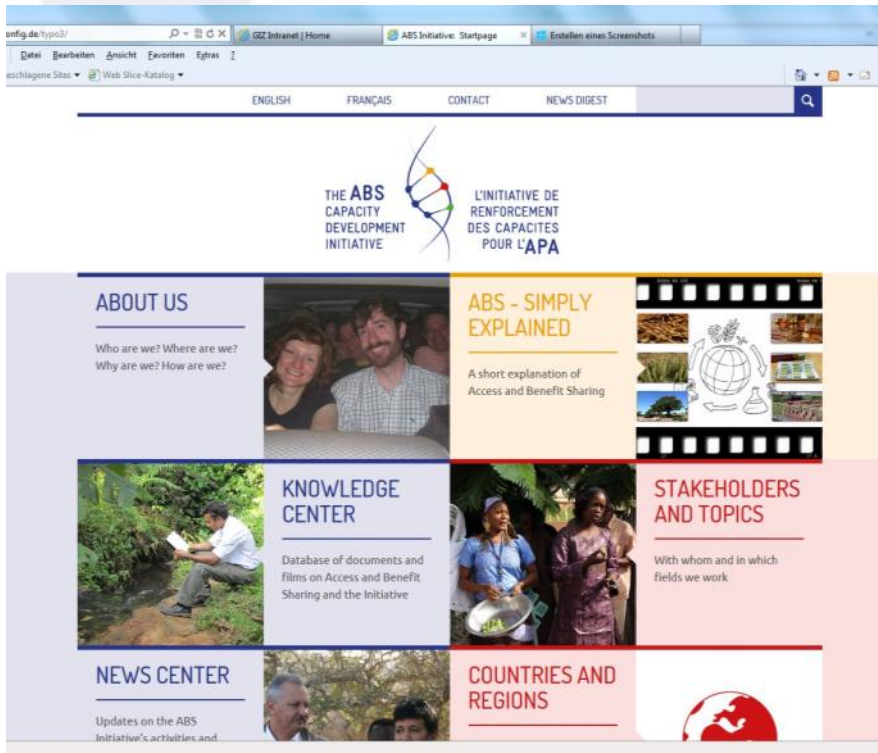 onfig.de/typo3/
GIZ Intranet | Home
ABS Initiative: Startpage
Erstellen eines Screenshots
Datei Bearbeiten Ansicht Favoriten Extras ?
eschlagene Sites Web Slice-Katalog
ENGLISH FRANÇAIS CONTACT NEWS DIGEST
THE ABS
CAPACITY
DEVELOPMENT
INITIATIVE
L'INITIATIVE DE
RENFORCEMENT
DES CAPACITES
POUR L'APA
ABOUT US
Who are we? Where are we?
Why are we? How are we?
ABS - SIMPLY
EXPLAINED
A short explanation of
Access and Benefit Sharing
KNOWLEDGE
CENTER
Database of documents and
films on Access and Benefit
Sharing and the Initiative
STAKEHOLDERS
AND TOPICS
With whom and in which
fields we work
NEWS CENTER
Updates on the ABS
Initiative's activities and
COUNTRIES AND
REGIONS